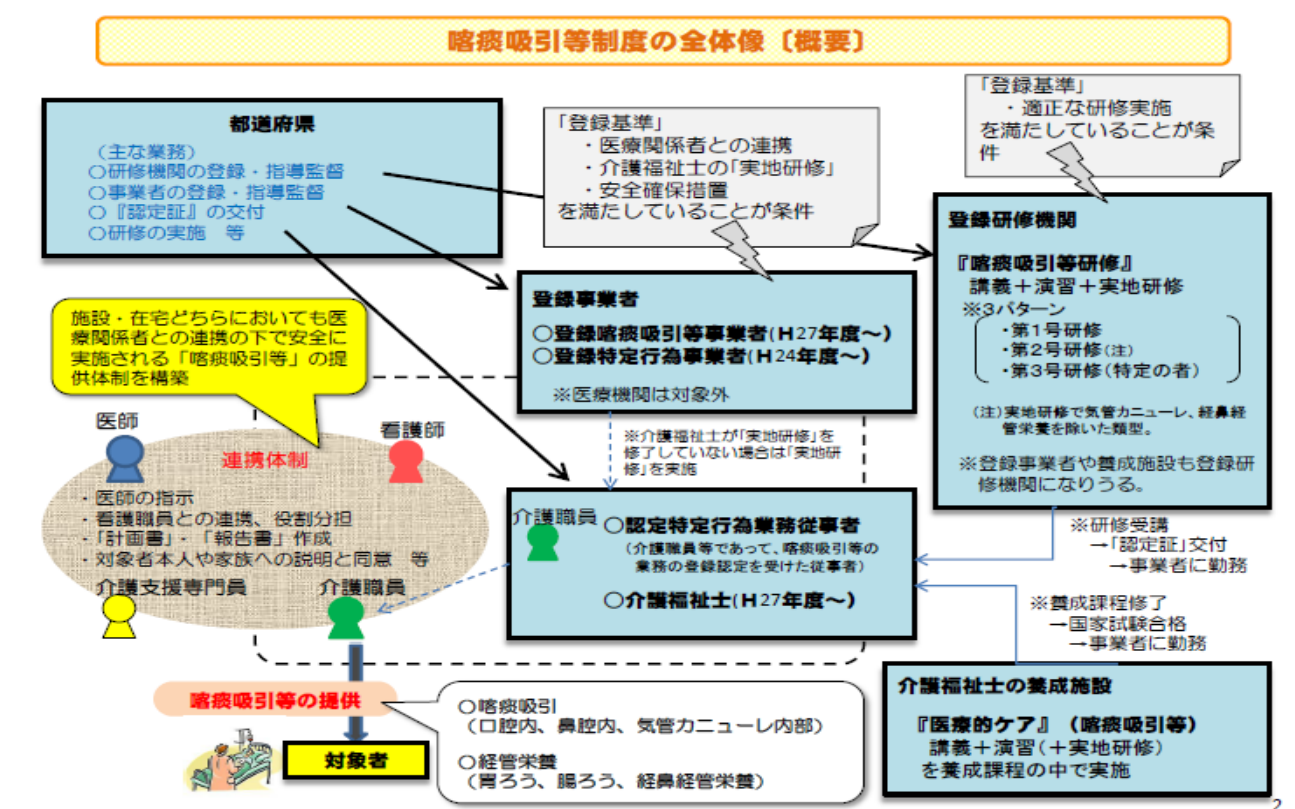 喀痰吸引等制度の全体像〔概要〕
都道府県
(主な業務)
○研修機関の登録・指導監督
○事業者の登録・指導監督
○『認定証』の交付
○研修の実施　等
「登録基準」
・医療関係者との連携
・介護福祉士の「実地研修」
・安全確保措置
を満たしていることが条件
「登録基準」
・適正な研修実施
を満たしていることが条
件
登録研修機関
『喀痰吸引等研修』
講義+演習+実地研修
※3パターン
・第1号研修
・第2号研修(注)
・第3号研修(特定の者)
(注)実地研修で気管カニューレ、経鼻経
管栄養を除いた類型。
※登録事業者や養成施設も登録研
修機関になりうる。
登録事業者
○登録喀痰吸引等事業者(H27年度~)
○登録特定行為事業者(H24年度~)
※医療機関は対象外
施設・在宅どちらにおいても医
療関係者との連携の下で安全に
実施される「喀痰吸引等」の提
供体制を構築
※介護福祉士が「実地研修」を
修了していない場合は「実地研
修」を実施
医師
看護師
連携体制
・医師の指示
・看護職員との連携、役割分担
・「計画書」・「報告書」作成
・対象者本人や家族への説明と同意　等
介護支援専門員
介護職員
介護職員
○認定特定行為業務従事者
(介護職員等であって、喀痰吸引等の
業務の登録認定を受けた従事者)
○介護福祉士(H27年度~)
※研修受講
→「認定証」交付
→事業者に勤務
※養成課程修了
→国家試験合格
→事業者に勤務
介護福祉士の養成施設
『医療的ケア』(喀痰吸引等)
講義+演習(+実地研修)
を養成課程の中で実施
喀痰吸引等の提供
対象者
○喀痰吸引
(口腔内、鼻腔内、気管カニューレ内部)
○経管栄養
(胃ろう、腸ろう、経鼻経管栄養)
2